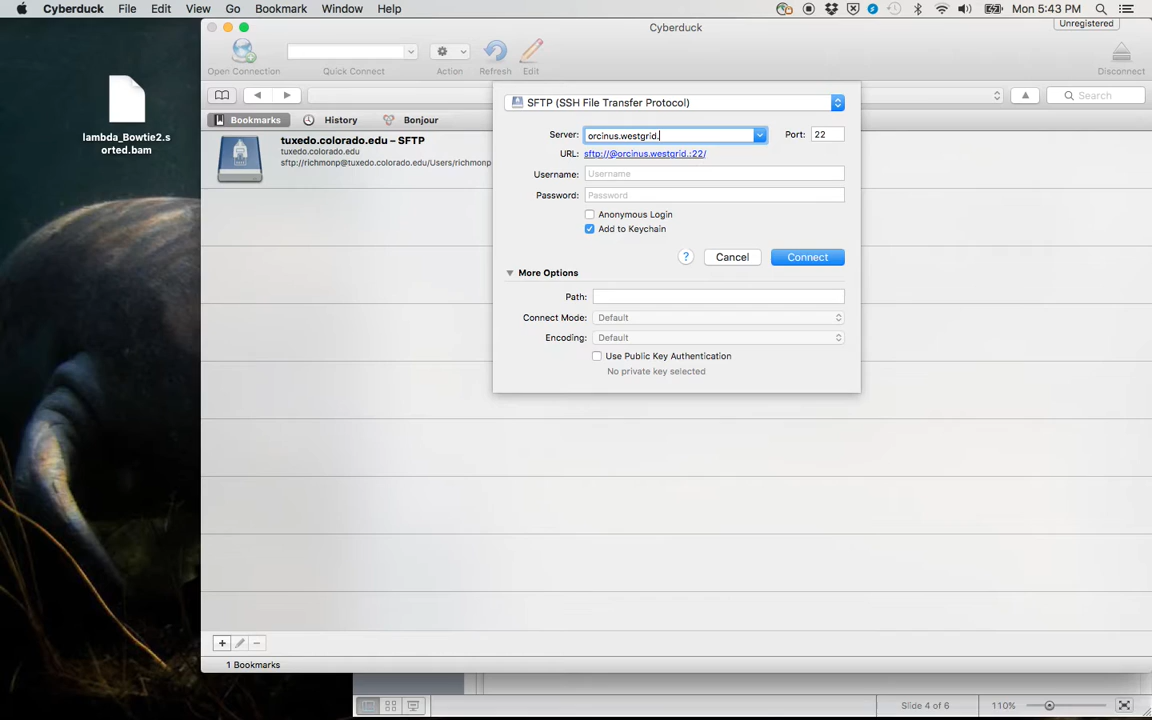 Cyberduck File Edit View Go Bookmark Window Help Mon 5:43 PM
Cyberduck Unregistered
Open Connection Quick Connect Action Refresh Edit Disconnect
Search
Bookmarks History Bonjour
lambda_Bowtie2.s
orted.bam
tuxedo.colorado.edu – SFTP
tuxedo.colorado.edu
sftp://richmonp@tuxedo.colorado.edu/Users/richmonp
SFTP (SSH File Transfer Protocol)
Server: orcinus.westgrid. Port: 22
URL: sftp://@orcinus.westgrid.:22/
Username: Username
Password: Password
Anonymous Login
Add to Keychain
? Cancel Connect
More Options
Path:
Connect Mode: Default
Encoding: Default
Use Public Key Authentication
No private key selected
1 Bookmarks
Slide 4 of 6 110%